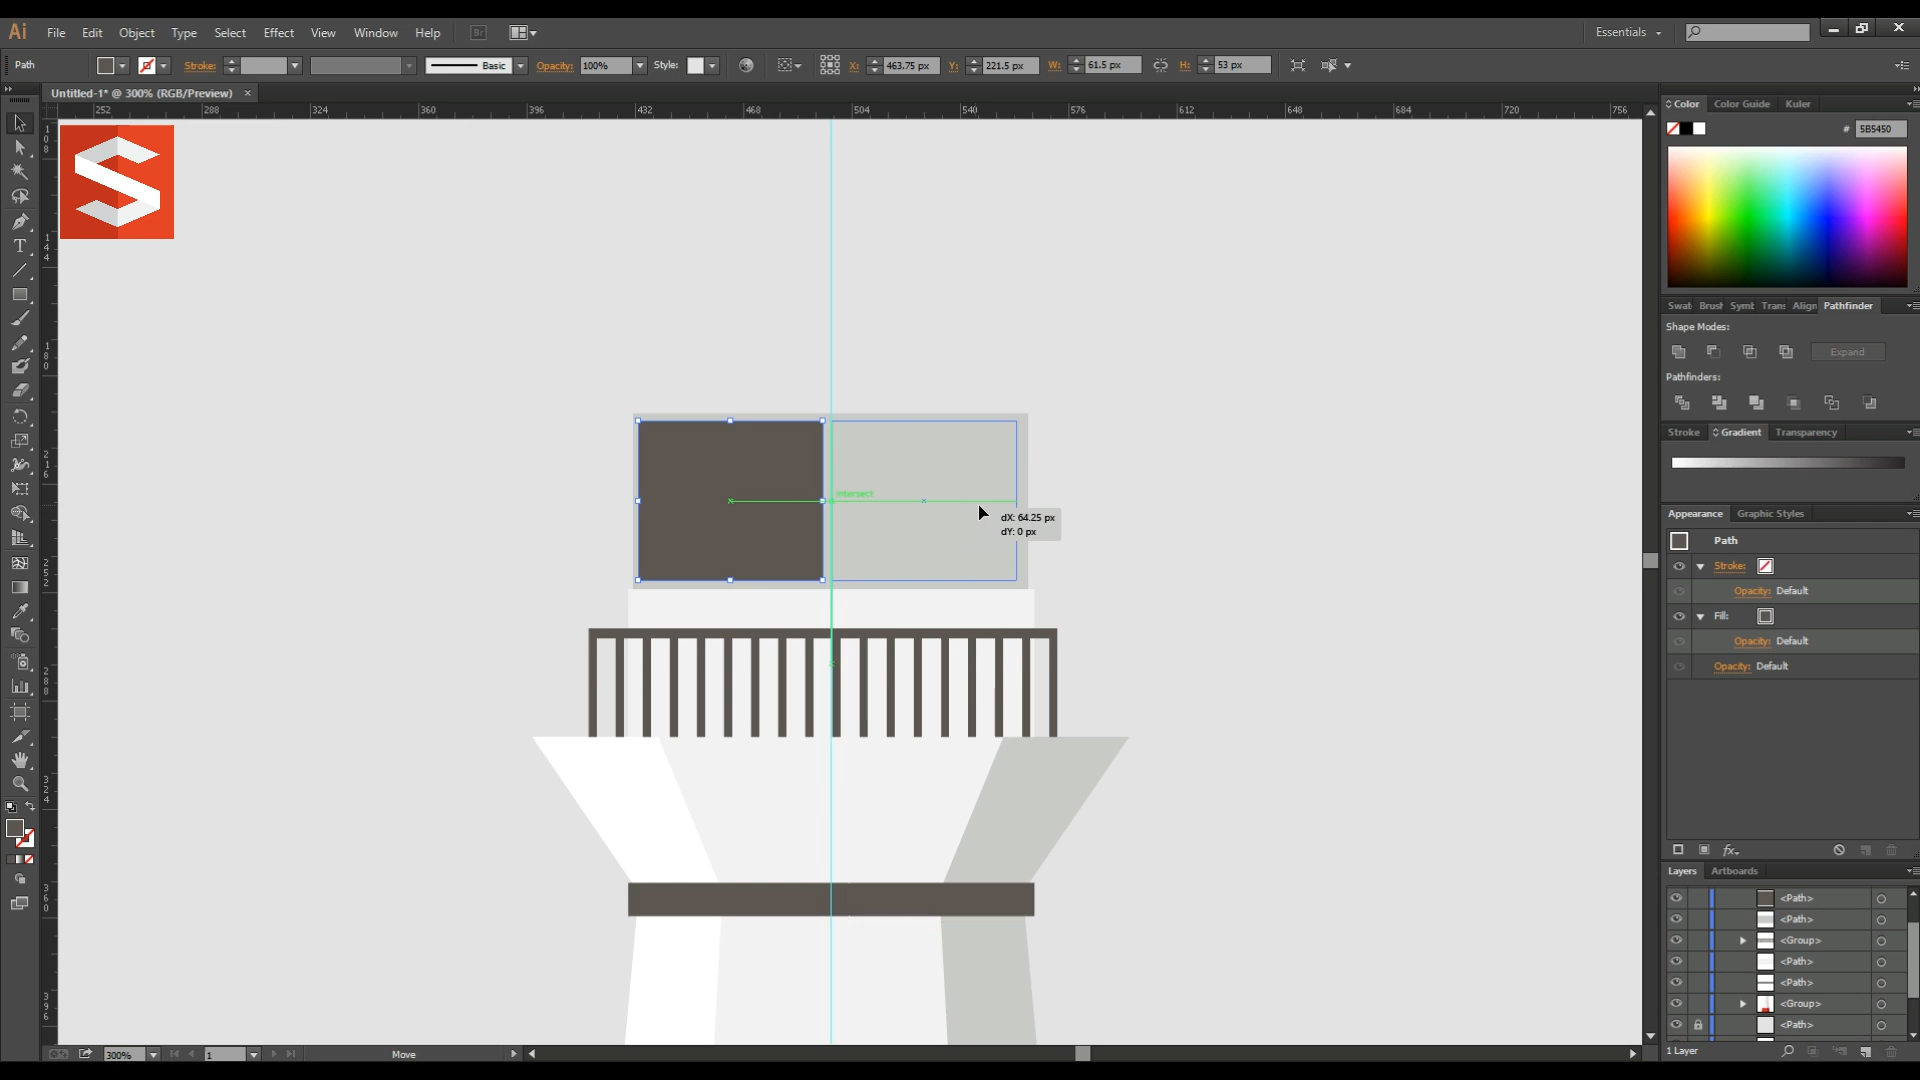 Ai File Edit Object Type Select Effect View Window Help Br Essentials
Path Stroke: Basic Opacity: 100% Style: X: 463.75 px Y: 221.5 px W: 61.5 px H: 53 px
Untitled-1* @ 300% (RGB/Preview) ×
252 288 324 360 396 432 468 504 540 576 612 648 684 720 756
Color Color Guide Kuler
# 5B5450
Swat Brush Symb Trans Align Pathfinder
Shape Modes:
Expand
Pathfinders:
Stroke Gradient Transparency
intersect
dX: 64.25 px
dY: 0 px
Appearance Graphic Styles
Path
Stroke:
Opacity: Default
Fill:
Opacity: Default
Opacity: Default
fx
Layers Artboards
<Path>
<Path>
<Group>
<Path>
<Path>
<Group>
<Path>
1 Layer
300% 1 Move